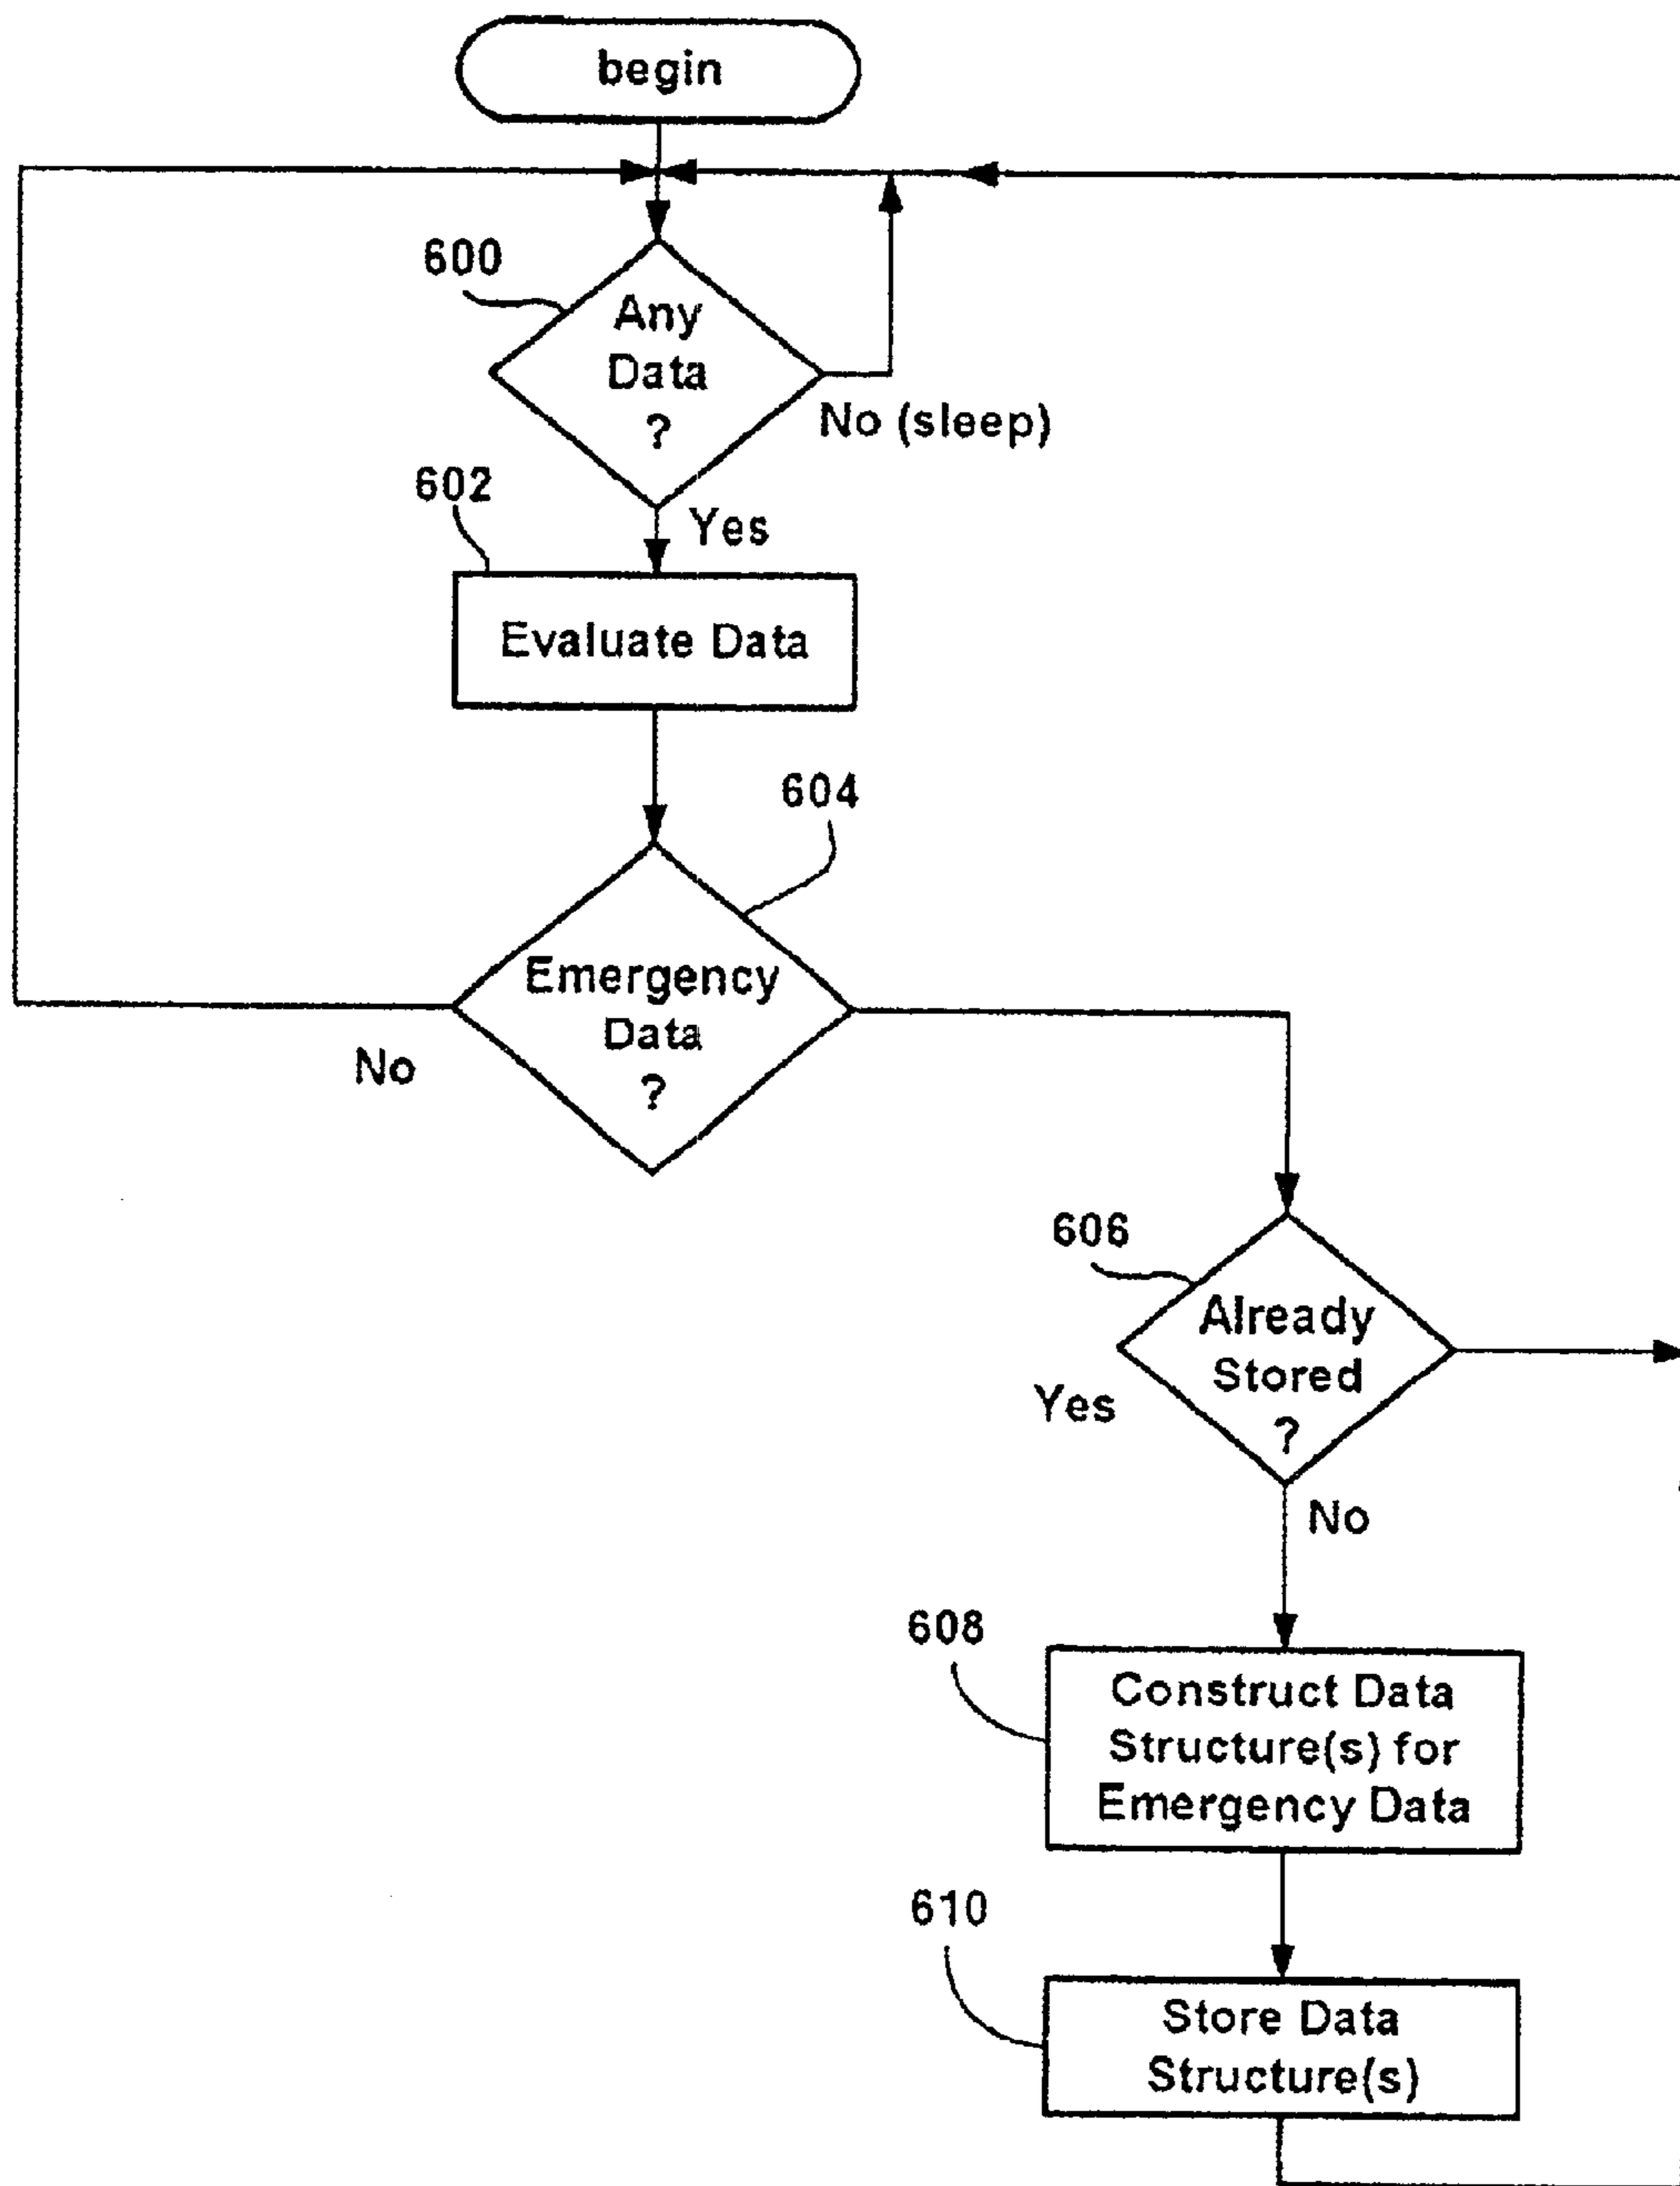 begin
600
Any
Data
?
No (sleep)
602
Yes
Evaluate Data
604
Emergency
Data
?
No
606
Already
Stored
?
Yes
No
608
Construct Data
Structure(s) for
Emergency Data
610
Store Data
Structure(s)